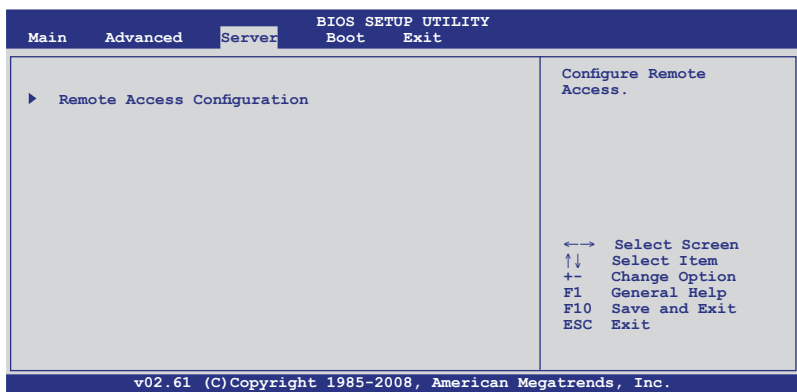 BIOS SETUP UTILITY
Main Advanced Server Boot Exit
Remote Access Configuration
Configure Remote
Access.
←→ Select Screen
↑↓ Select Item
+- Change Option
F1 General Help
F10 Save and Exit
ESC Exit
v02.61 (C)Copyright 1985-2008, American Megatrends, Inc.